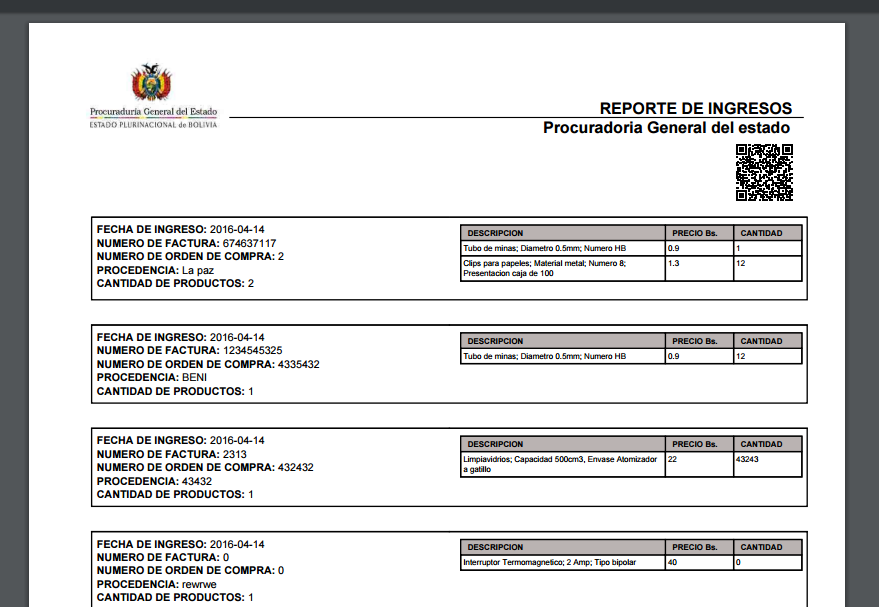 Procuraduría General del Estado
ESTADO PLURINACIONAL de BOLIVIA
REPORTE DE INGRESOS
Procuradoria General del estado
FECHA DE INGRESO: 2016-04-14
NUMERO DE FACTURA: 674637117
NUMERO DE ORDEN DE COMPRA: 2
PROCEDENCIA: La paz
CANTIDAD DE PRODUCTOS: 2
DESCRIPCION PRECIO Bs. CANTIDAD
Tubo de minas; Diametro 0.5mm; Numero HB 0.9 1
Clips para papeles; Material metal; Numero 8; 1.3 12
Presentacion caja de 100
FECHA DE INGRESO: 2016-04-14
NUMERO DE FACTURA: 1234545325
NUMERO DE ORDEN DE COMPRA: 4335432
PROCEDENCIA: BENI
CANTIDAD DE PRODUCTOS: 1
DESCRIPCION PRECIO Bs. CANTIDAD
Tubo de minas; Diametro 0.5mm; Numero HB 0.9 12
FECHA DE INGRESO: 2016-04-14
NUMERO DE FACTURA: 2313
NUMERO DE ORDEN DE COMPRA: 432432
PROCEDENCIA: 43432
CANTIDAD DE PRODUCTOS: 1
DESCRIPCION PRECIO Bs. CANTIDAD
Limpiavidrios; Capacidad 500cm3, Envase Atomizador 22 43243
a gatillo
FECHA DE INGRESO: 2016-04-14
NUMERO DE FACTURA: 0
NUMERO DE ORDEN DE COMPRA: 0
PROCEDENCIA: rewrwe
CANTIDAD DE PRODUCTOS: 1
DESCRIPCION PRECIO Bs. CANTIDAD
Interruptor Termomagnetico; 2 Amp; Tipo bipolar 40 0